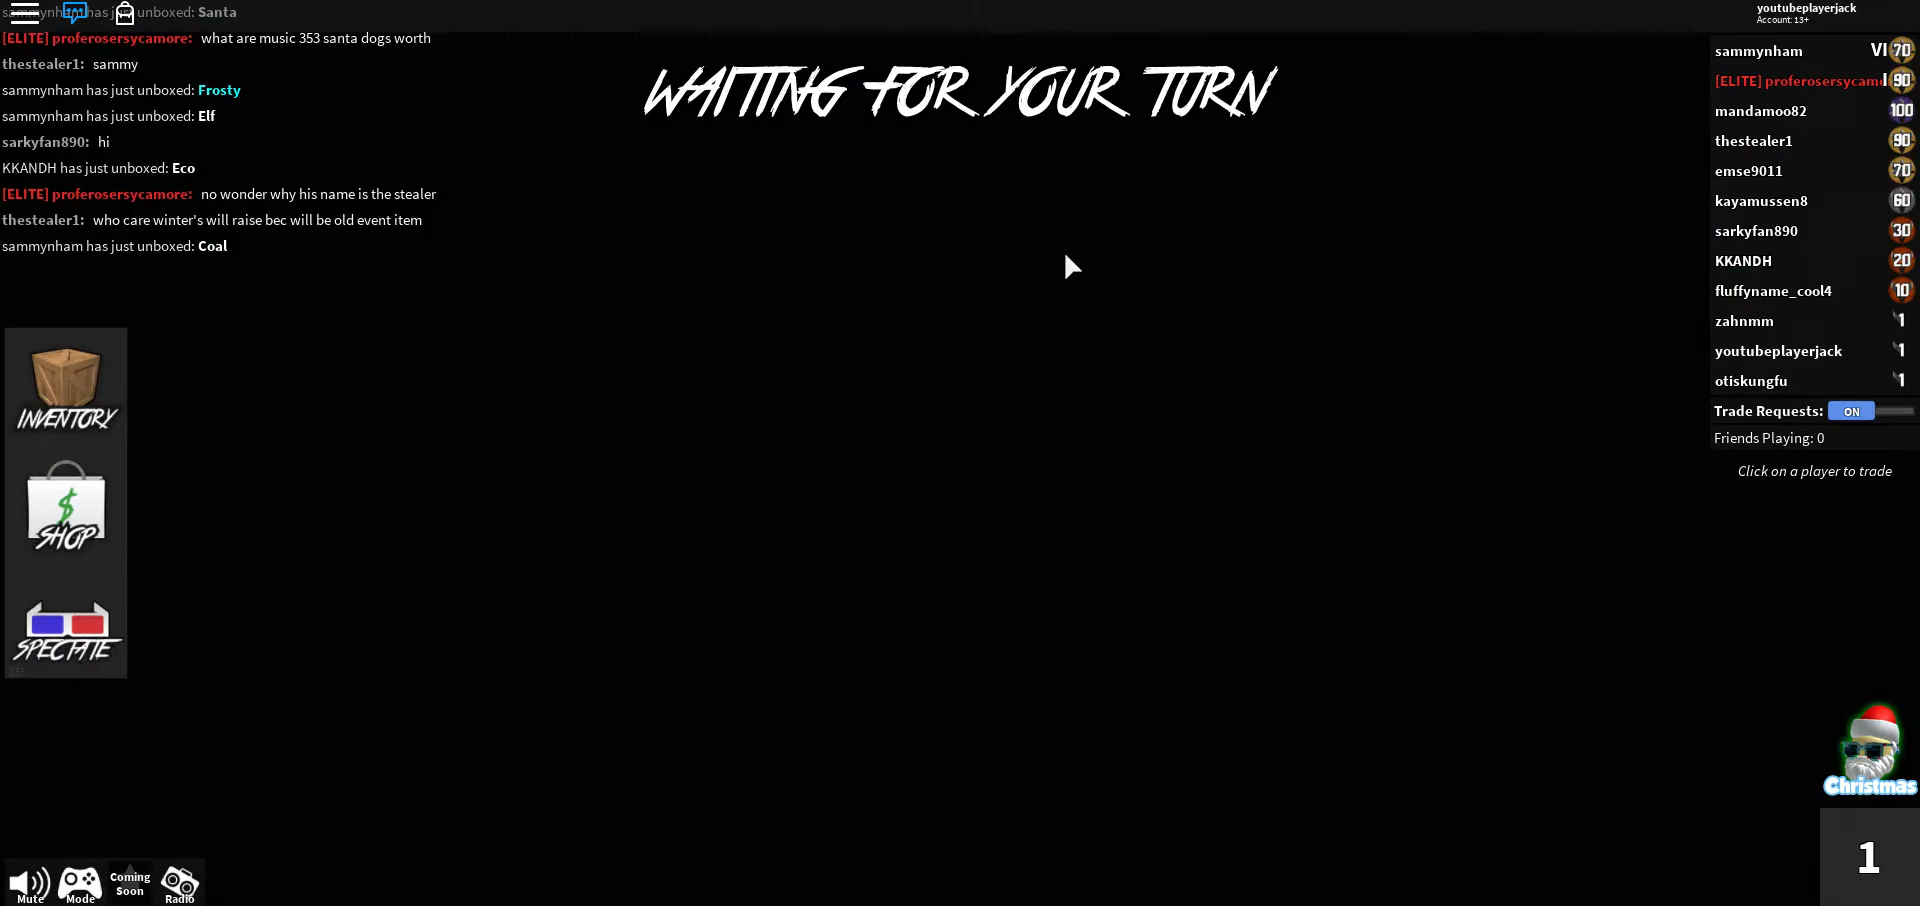 sammynham has just unboxed: Santa
[ELITE] proferosersycamore: what are music 353 santa dogs worth
thestealer1: sammy
sammynham has just unboxed: Frosty
sammynham has just unboxed: Elf
sarkyfan890: hi
KKANDH has just unboxed: Eco
[ELITE] proferosersycamore: no wonder why his name is the stealer
thestealer1: who care winter's will raise bec will be old event item
sammynham has just unboxed: Coal
WAITING FOR YOUR TURN
youtubeplayerjack
Account: 13+
sammynham VI 70
[ELITE] proferosersycam I 90
mandamoo82 100
thestealer1 90
emse9011 70
kayamussen8 60
sarkyfan890 30
KKANDH 20
fluffyname_cool4 10
zahnmm 1
youtubeplayerjack 1
otiskungfu 1
Trade Requests: ON
Friends Playing: 0
Click on a player to trade
INVENTORY
$
SHOP
SPECTATE
Christmas
1
Mute
Mode
Coming
Soon
Radio